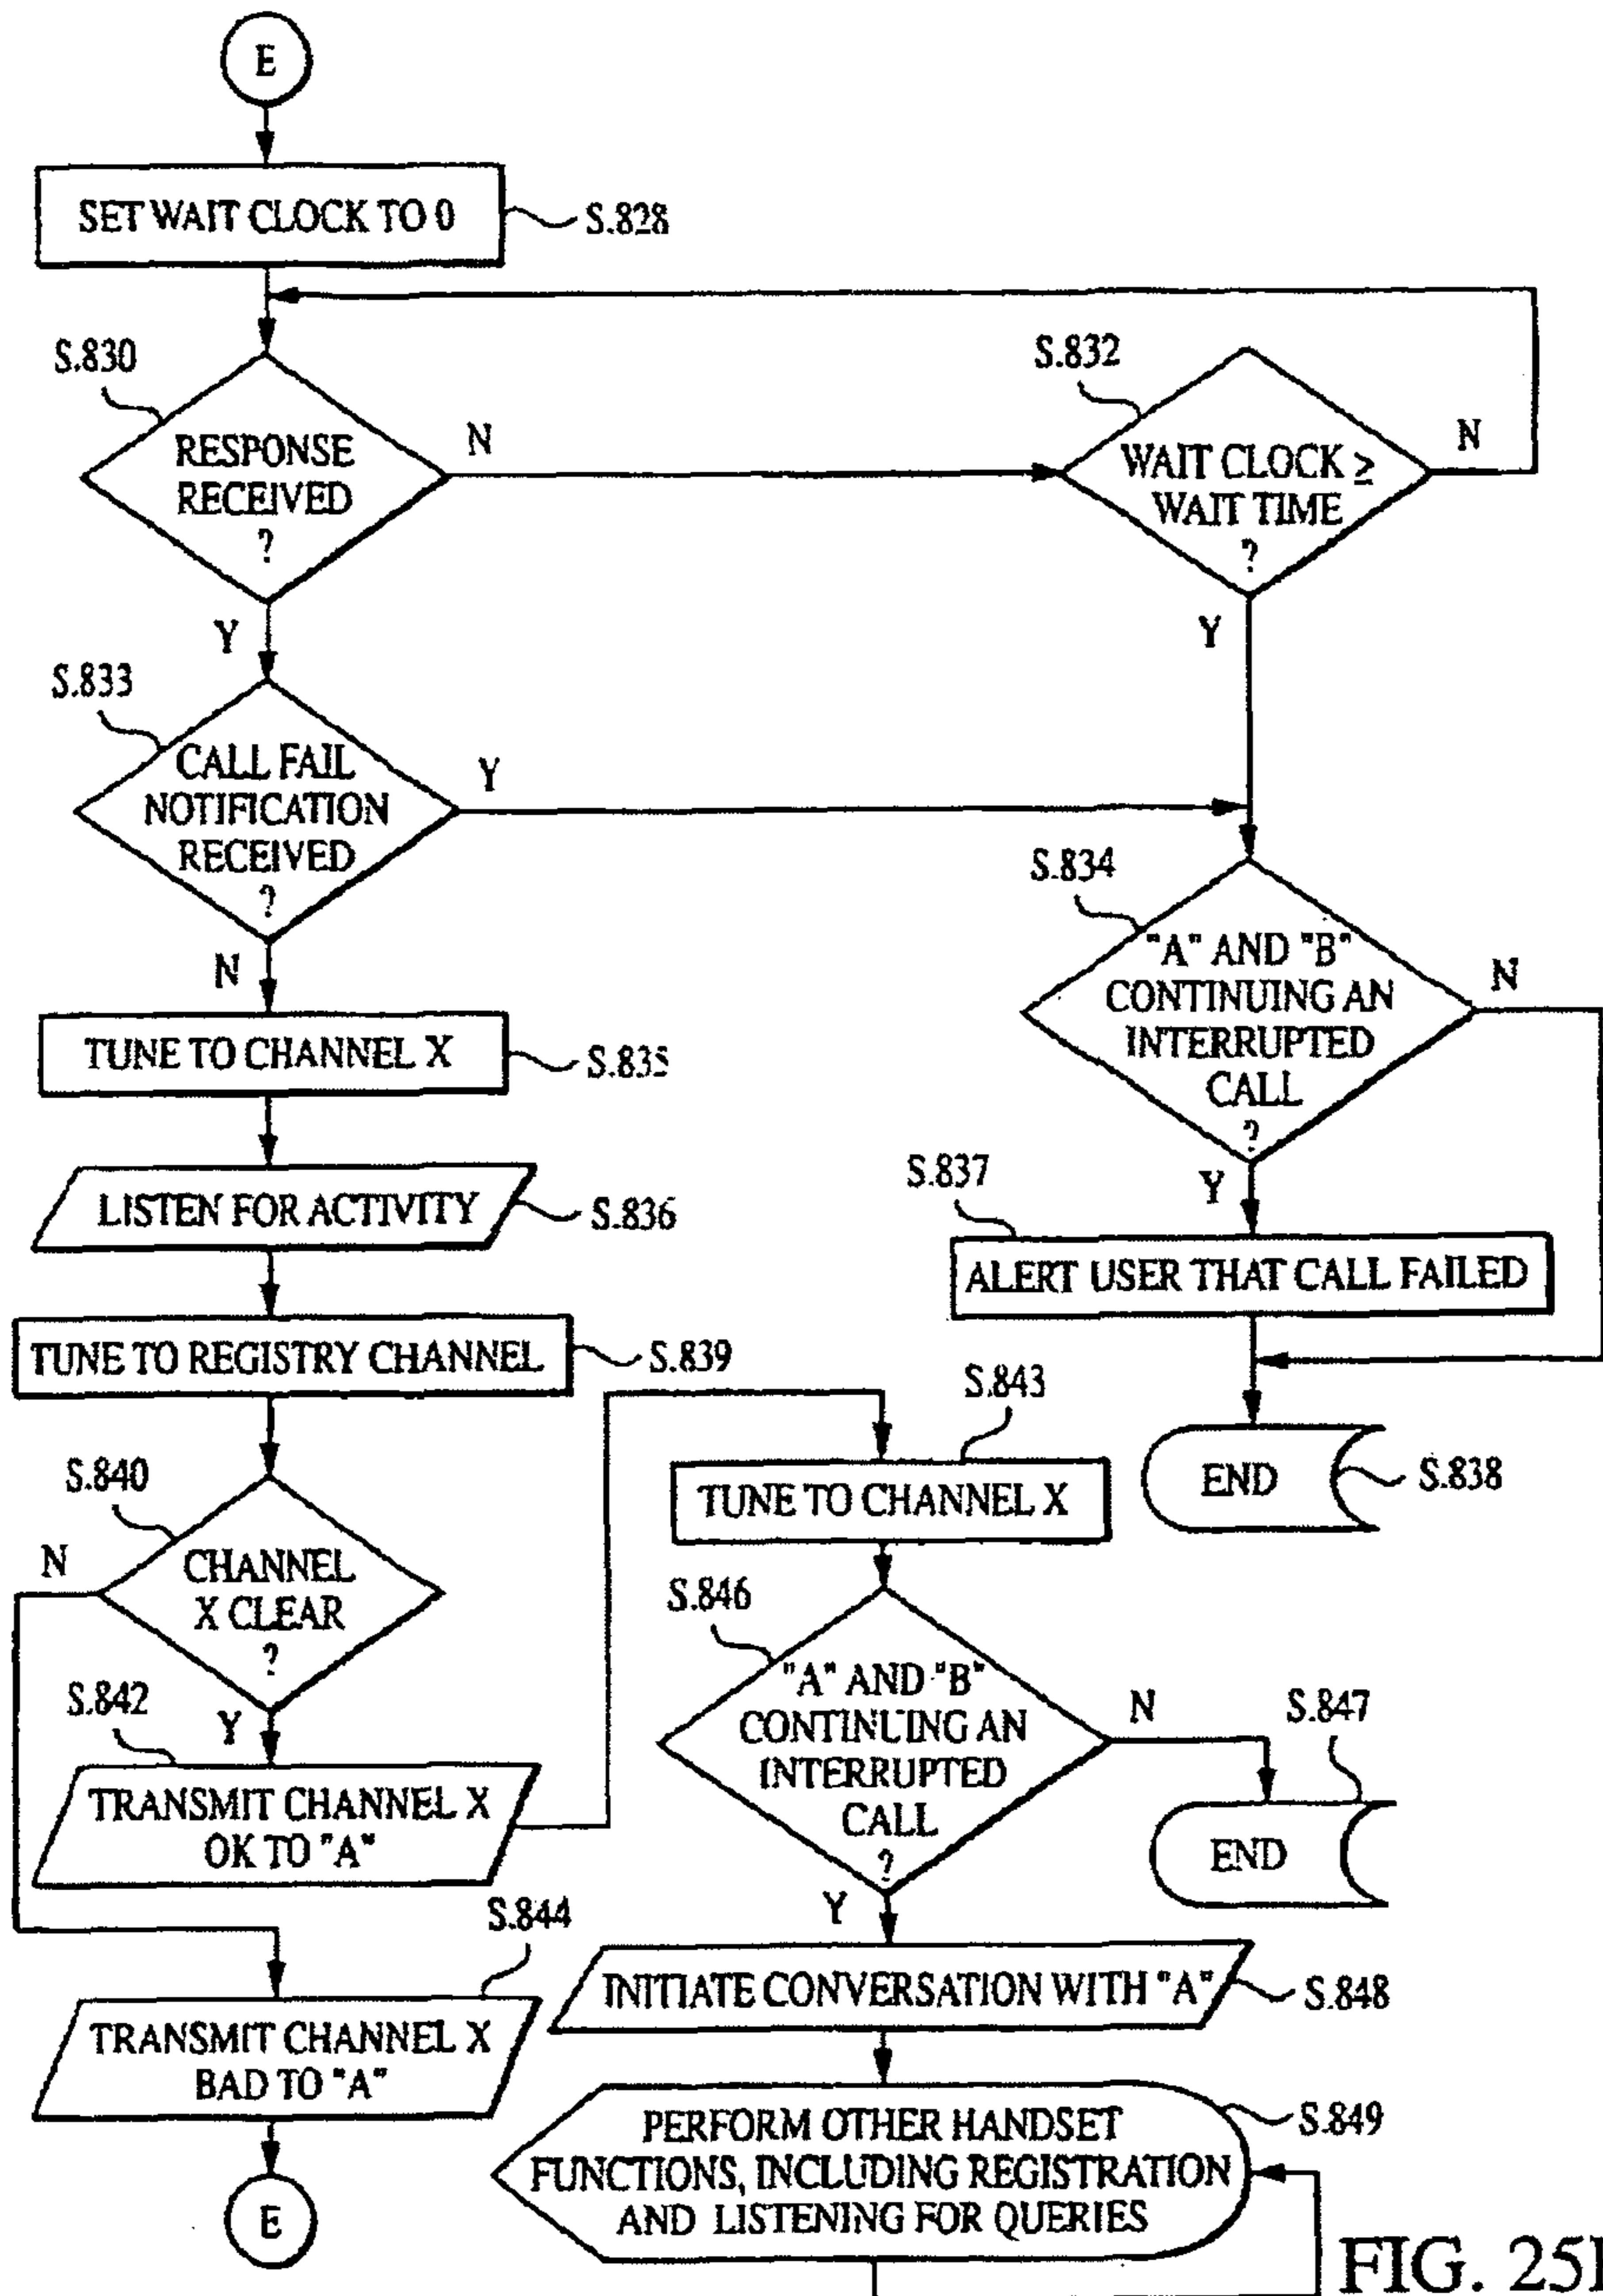 E
SET WAIT CLOCK TO 0
S.828
S.830
RESPONSE
RECEIVED
?
N
Y
S.832
WAIT CLOCK ≥
WAIT TIME
?
N
Y
S.833
CALL FAIL
NOTIFICATION
RECEIVED
?
Y
N
S.834
"A" AND "B"
CONTINUING AN
INTERRUPTED
CALL
?
N
Y
TUNE TO CHANNEL X
S.835
LISTEN FOR ACTIVITY
S.836
S.837
ALERT USER THAT CALL FAILED
END
S.838
TUNE TO REGISTRY CHANNEL
S.839
S.840
CHANNEL
X CLEAR
?
N
Y
S.842
TRANSMIT CHANNEL X
OK TO "A"
S.843
TUNE TO CHANNEL X
S.844
TRANSMIT CHANNEL X
BAD TO "A"
E
S.846
"A" AND "B"
CONTINUING AN
INTERRUPTED
CALL
?
N
Y
S.847
END
INITIATE CONVERSATION WITH "A"
S.848
PERFORM OTHER HANDSET
FUNCTIONS, INCLUDING REGISTRATION
AND LISTENING FOR QUERIES
S.849
FIG.